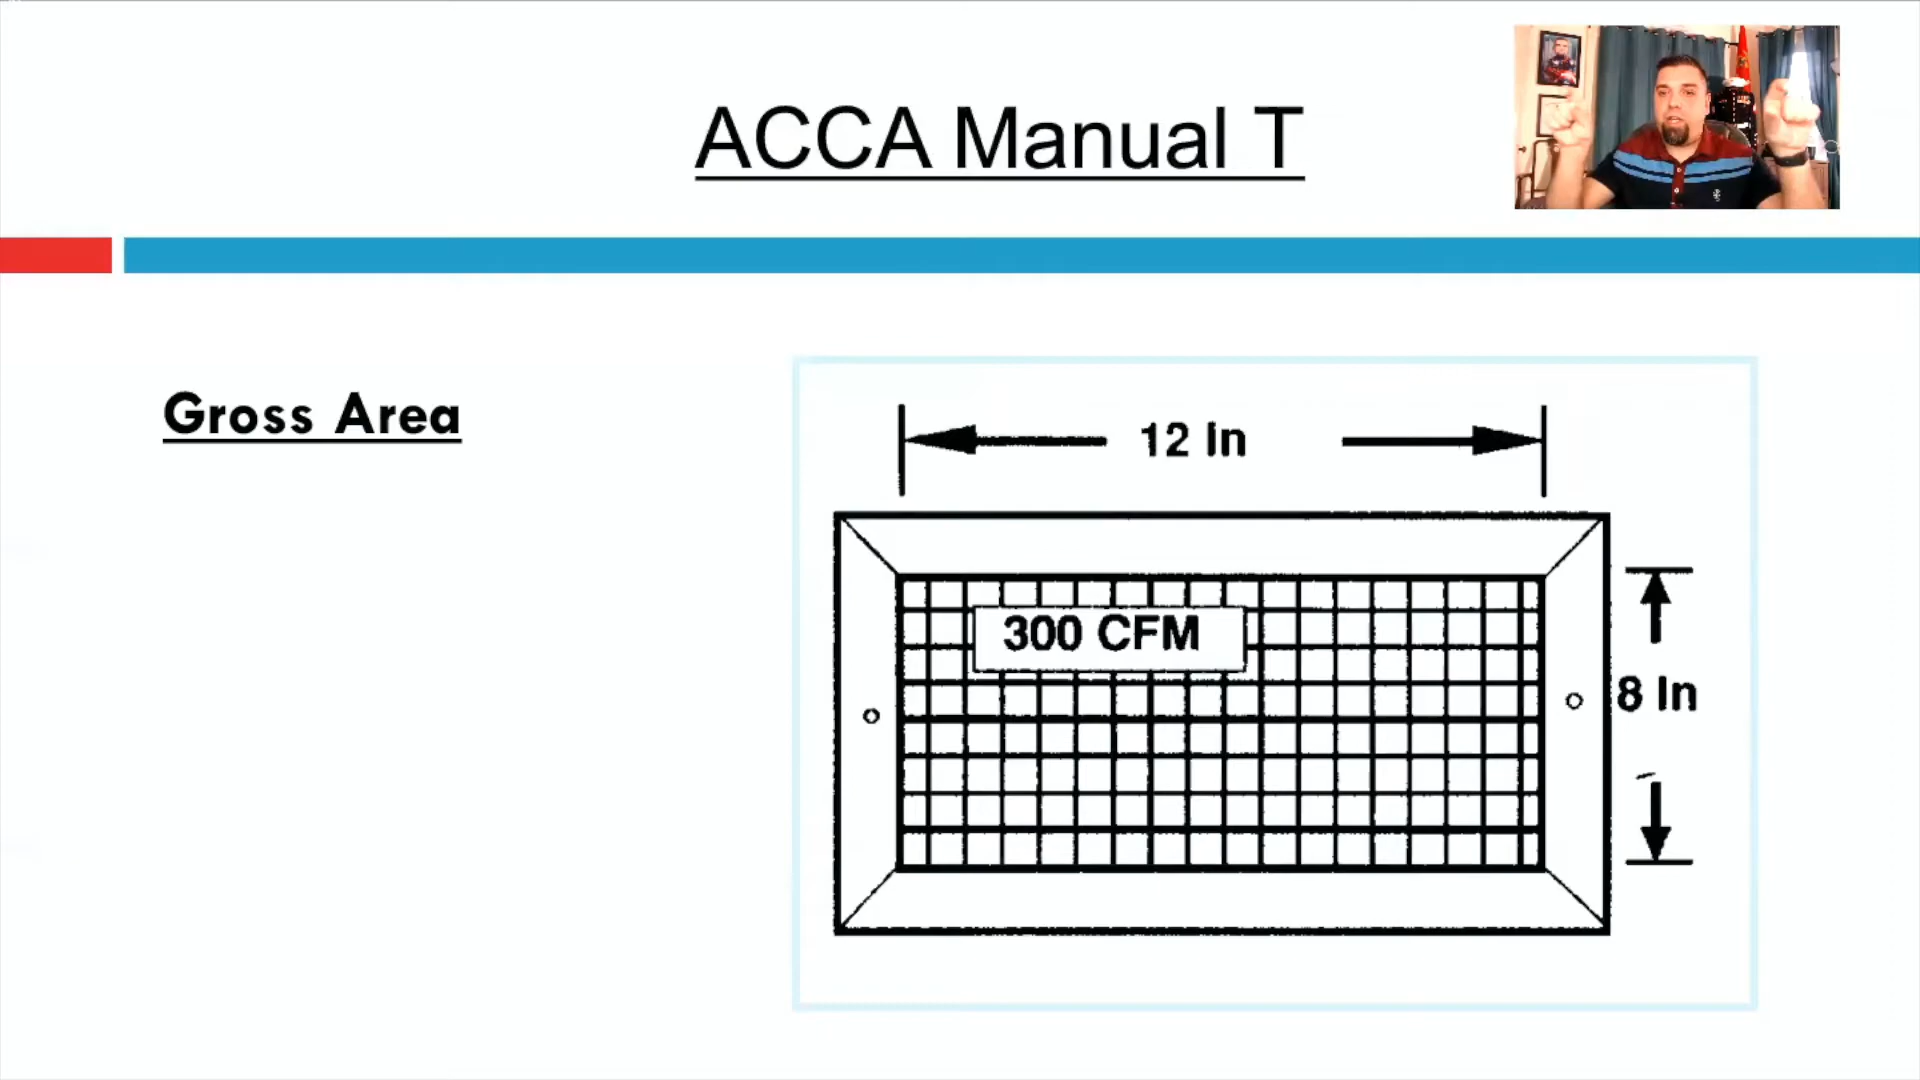 ACCA Manual T
Gross Area
12 In
300 CFM
8 In